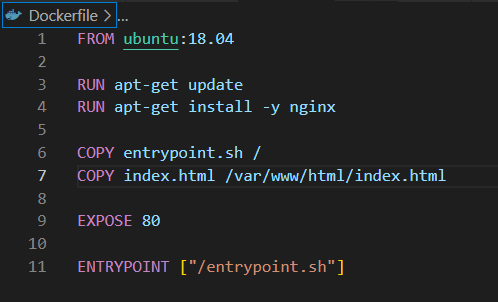 Dockerfile > ...
1 FROM ubuntu:18.04
2
3 RUN apt-get update
4 RUN apt-get install -y nginx
5
6 COPY entrypoint.sh /
7 COPY index.html /var/www/html/index.html
8
9 EXPOSE 80
10
11 ENTRYPOINT ["/entrypoint.sh"]